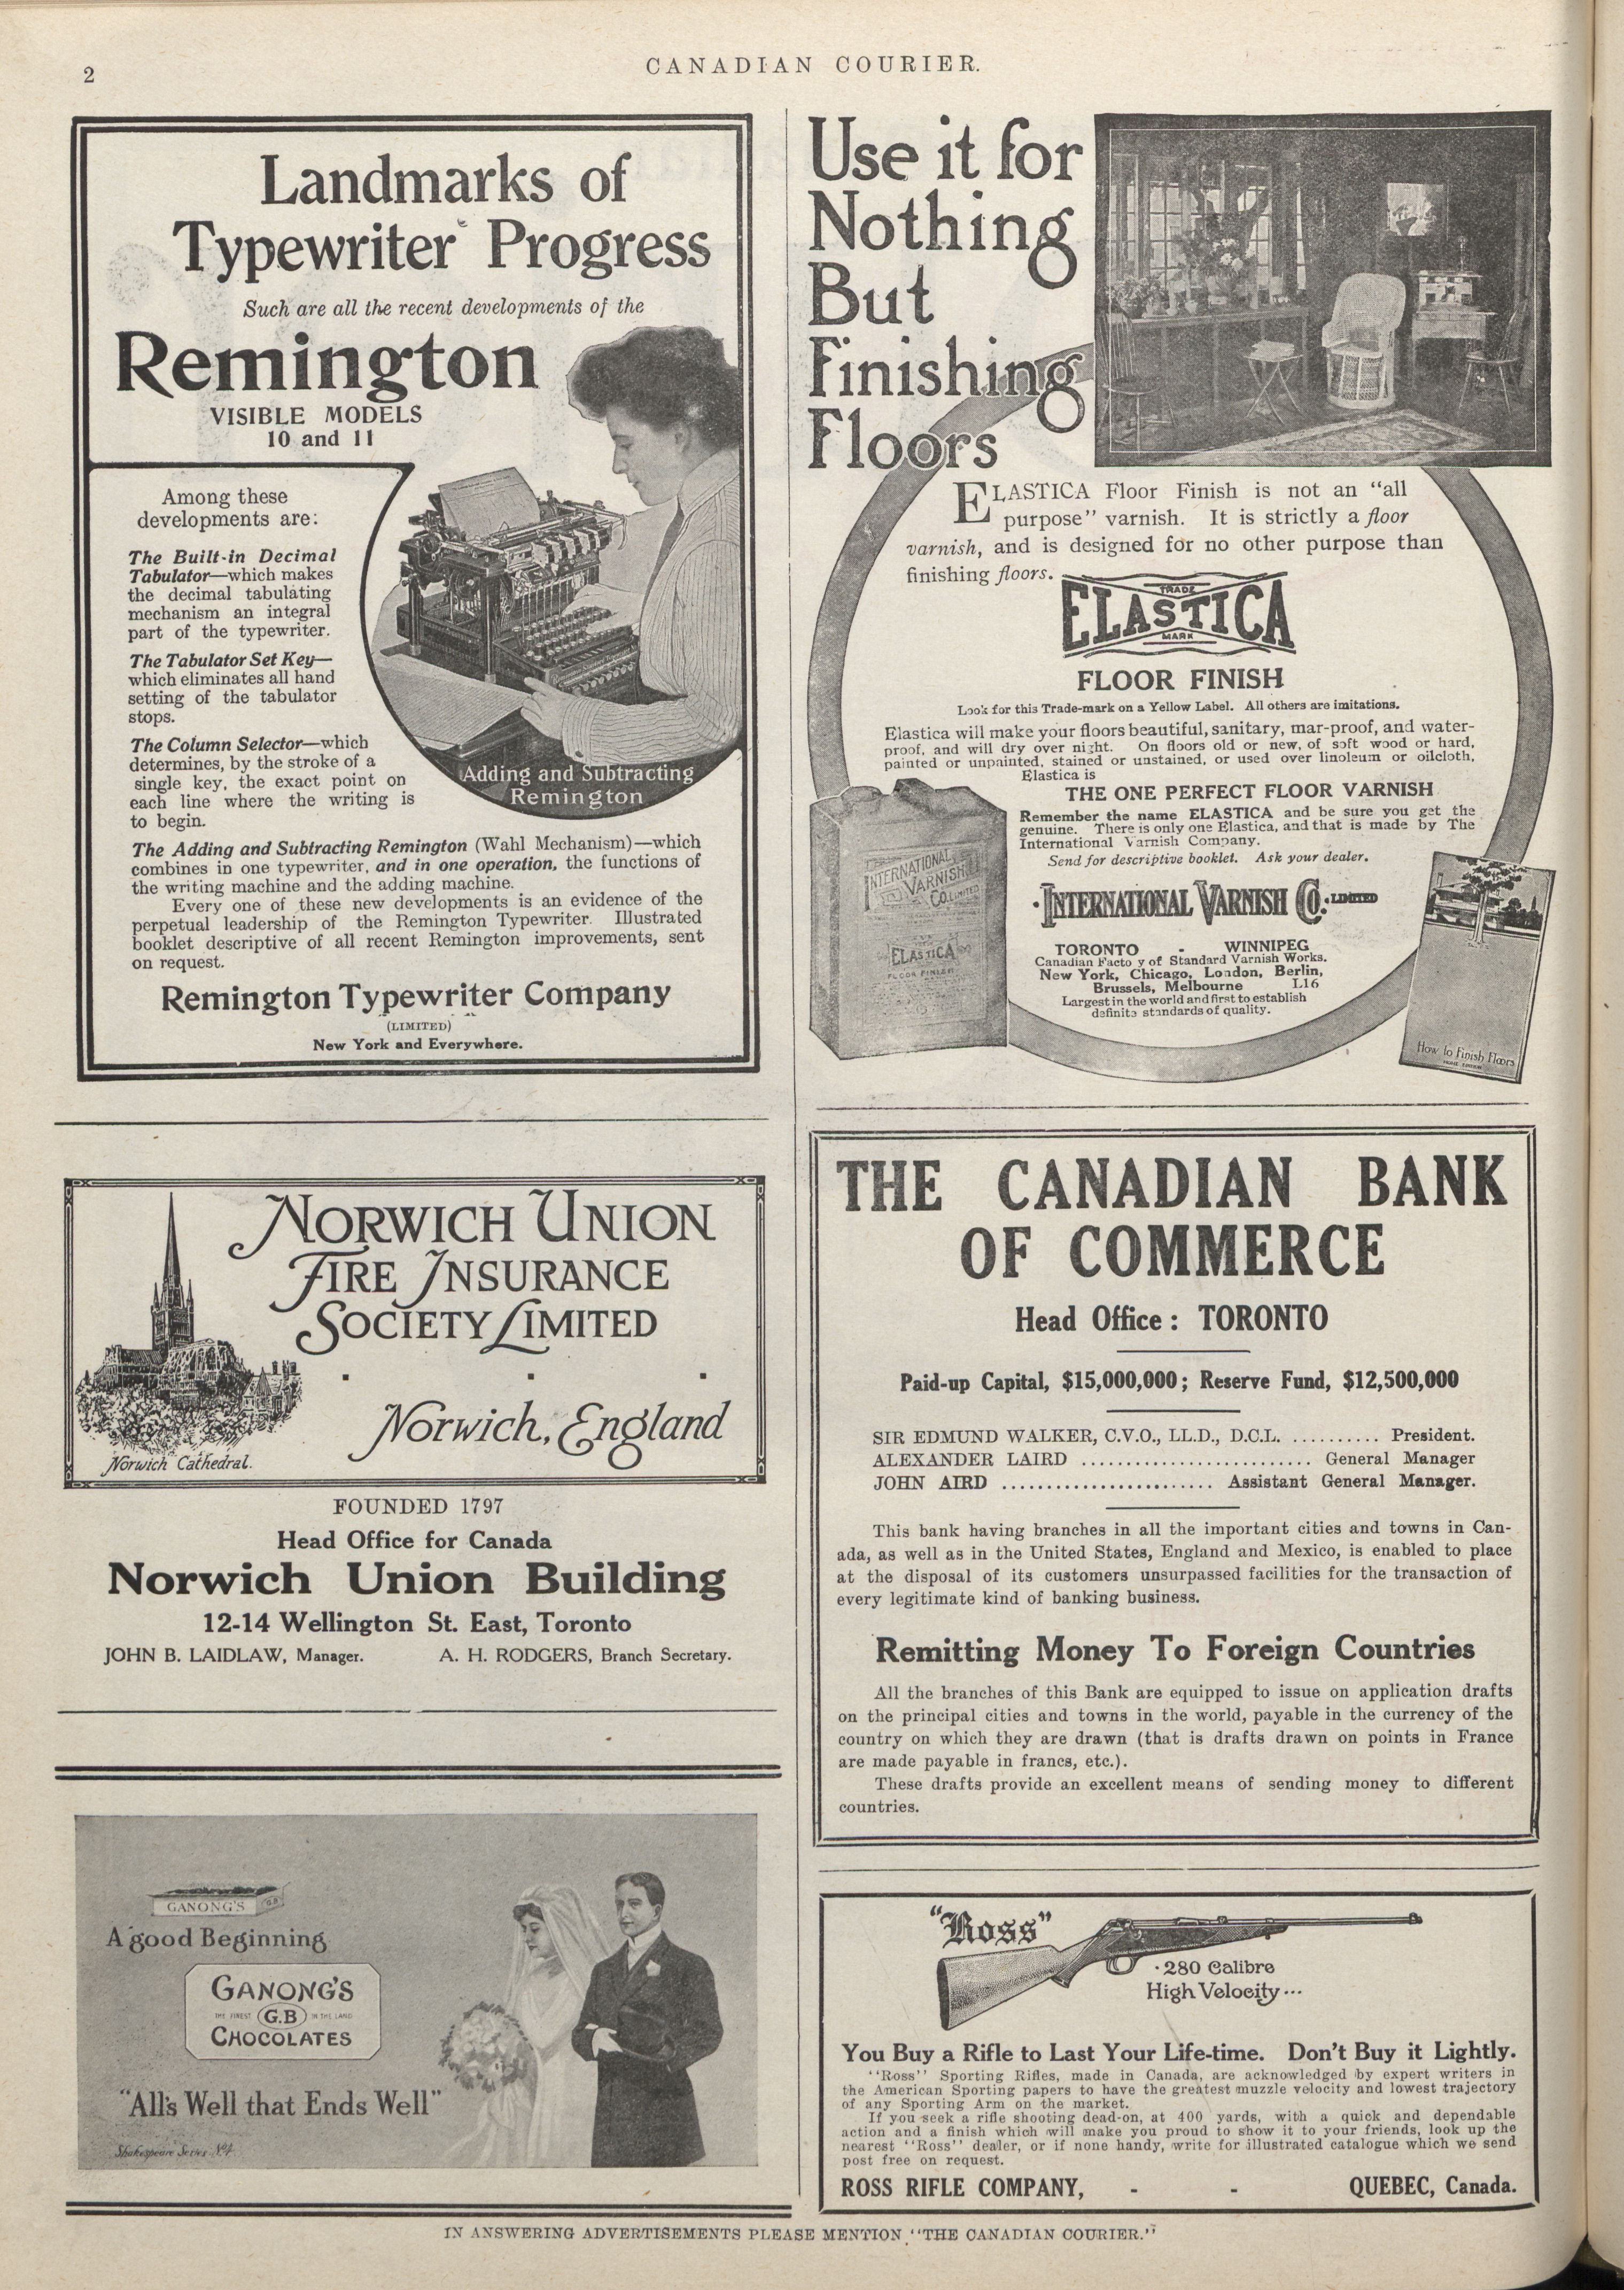 2
CANADIAN COURIER.
Landmarks of
Typewriter Progress
Such are all the recent developments of the
Remington
VISIBLE MODELS
10 and 11
Among these
developments are:
The Built-in Decimal
Tabulator—which makes
the decimal tabulating
mechanism an integral
part of the typewriter.
The Tabulator Set Key—
which eliminates all hand
setting of the tabulator
stops.
The Column Selector—which
determines, by the stroke of a
single key, the exact point on
each line where the writing is
to begin.
Adding and Subtracting
Remington
The Adding and Subtracting Remington (Wahl Mechanism)—which
combines in one typewriter, and in one operation, the functions of
the writing machine and the adding machine.
Every one of these new developments is an evidence of the
perpetual leadership of the Remington Typewriter. Illustrated
booklet descriptive of all recent Remington improvements, sent
on request.
Remington Typewriter Company
(LIMITED)
New York and Everywhere.
Use it for
Nothing
But
Finishing
Floors
ELASTICA Floor Finish is not an "all
purpose" varnish. It is strictly a floor
varnish, and is designed for no other purpose than
finishing floors.
TRADE
ELASTICA
MARK
FLOOR FINISH
Look for this Trade-mark on a Yellow Label. All others are imitations.
Elastica will make your floors beautiful, sanitary, mar-proof, and water-
proof, and will dry over night. On floors old or new, of soft wood or hard,
painted or unpainted, stained or unstained, or used over linoleum or oilcloth,
Elastica is
THE ONE PERFECT FLOOR VARNISH
Remember the name ELASTICA and be sure you get the
genuine. There is only one Elastica, and that is made by The
International Varnish Company.
Send for descriptive booklet. Ask your dealer.
INTERNATIONAL VARNISH CO. LIMITED
TORONTO - WINNIPEG
Canadian Facto y of Standard Varnish Works.
New York, Chicago, London, Berlin,
Brussels, Melbourne L16
Largest in the world and first to establish
definite standards of quality.
INTERNATIONAL
VARNISH
CO. LIMITED
ELASTICA
FLOOR FINISH
How to Finish Floors
NORWICH UNION
FIRE INSURANCE
SOCIETY LIMITED
Norwich, England
Norwich Cathedral.
FOUNDED 1797
Head Office for Canada
Norwich Union Building
12-14 Wellington St. East, Toronto
JOHN B. LAIDLAW, Manager. A. H. RODGERS, Branch Secretary.
THE CANADIAN BANK
OF COMMERCE
Head Office: TORONTO
Paid-up Capital, $15,000,000; Reserve Fund, $12,500,000
SIR EDMUND WALKER, C.V.O., LL.D., D.C.L. .......... President.
ALEXANDER LAIRD .......................... General Manager
JOHN AIRD ........................ Assistant General Manager.
This bank having branches in all the important cities and towns in Can-
ada, as well as in the United States, England and Mexico, is enabled to place
at the disposal of its customers unsurpassed facilities for the transaction of
every legitimate kind of banking business.
Remitting Money To Foreign Countries
All the branches of this Bank are equipped to issue on application drafts
on the principal cities and towns in the world, payable in the currency of the
country on which they are drawn (that is drafts drawn on points in France
are made payable in francs, etc.).
These drafts provide an excellent means of sending money to different
countries.
GANONG'S
G.B
A good Beginning
GANONG'S
THE FINEST G.B IN THE LAND
CHOCOLATES
"All's Well that Ends Well"
Shakespeare Series. No4.
"Ross"
.280 Calibre
High Velocity...
You Buy a Rifle to Last Your Life-time. Don't Buy it Lightly.
"Ross" Sporting Rifles, made in Canada, are acknowledged by expert writers in
the American Sporting papers to have the greatest muzzle velocity and lowest trajectory
of any Sporting Arm on the market.
If you seek a rifle shooting dead-on, at 400 yards, with a quick and dependable
action and a finish which will make you proud to show it to your friends, look up the
nearest "Ross" dealer, or if none handy, write for illustrated catalogue which we send
post free on request.
ROSS RIFLE COMPANY, - - QUEBEC, Canada.
IN ANSWERING ADVERTISEMENTS PLEASE MENTION "THE CANADIAN COURIER."